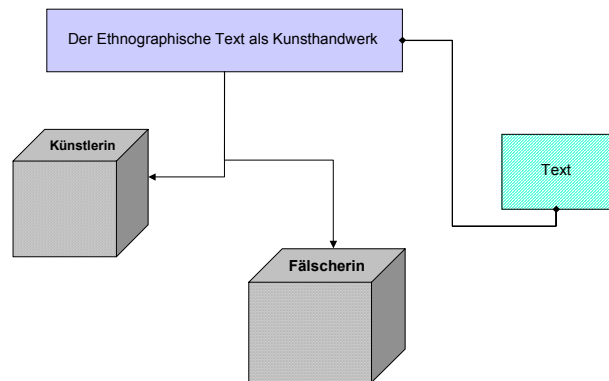 Der Ethnographische Text als Kunsthandwerk
Künstlerin
Text
Fälscherin